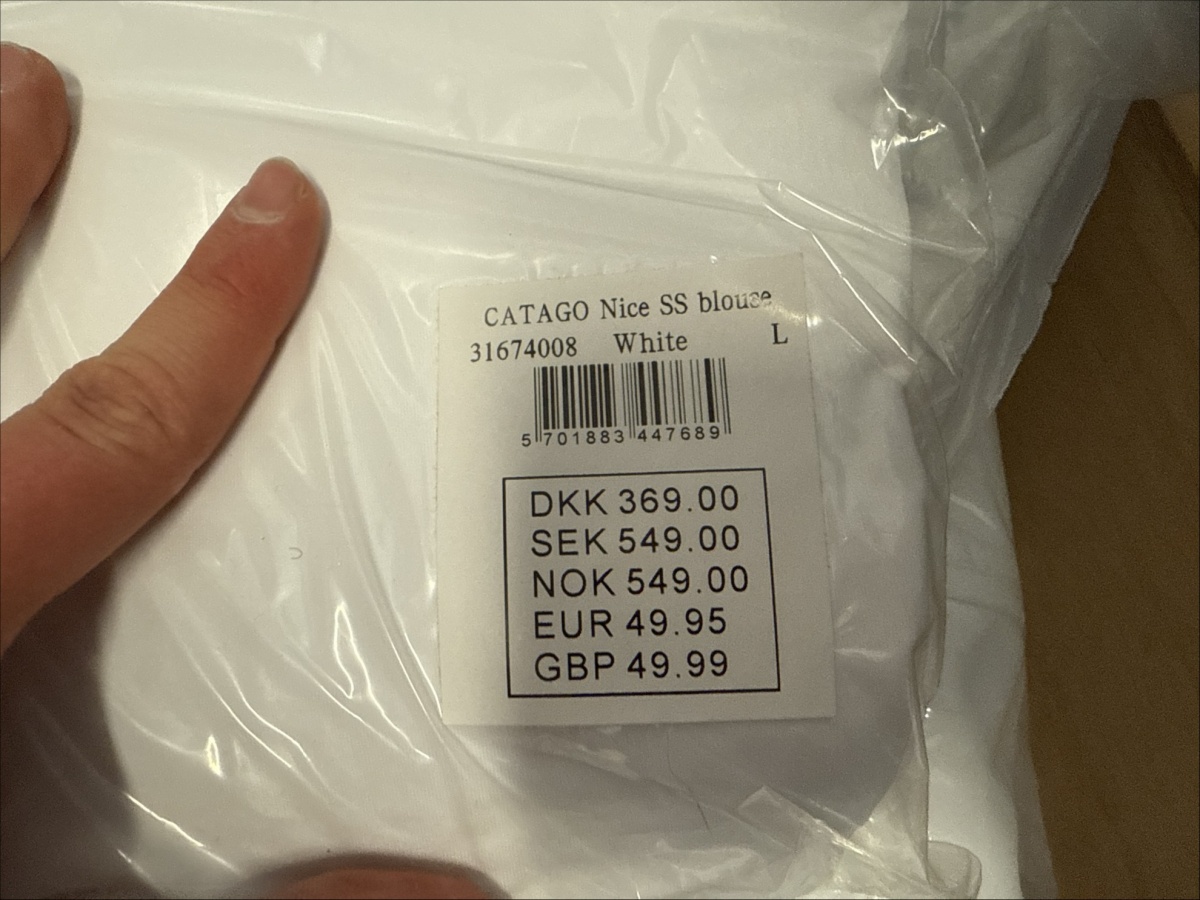 CATAGO Nice SS blouse
31674008 White L
5 701883 447689
DKK 369.00
SEK 549.00
NOK 549.00
EUR 49.95
GBP 49.99